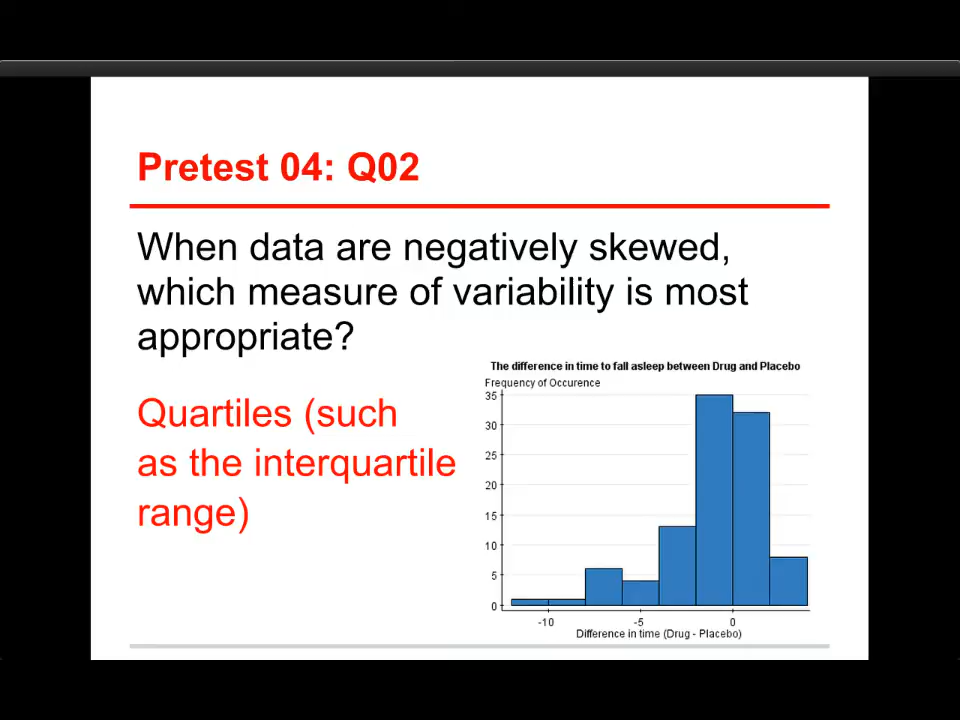 Pretest 04: Q02
When data are negatively skewed,
which measure of variability is most
appropriate?
Quartiles (such
as the interquartile
range)
The difference in time to fall asleep between Drug and Placebo
Frequency of Occurence
35
30
25
20
15
10
5
0
-10
-5
0
Difference in time (Drug - Placebo)